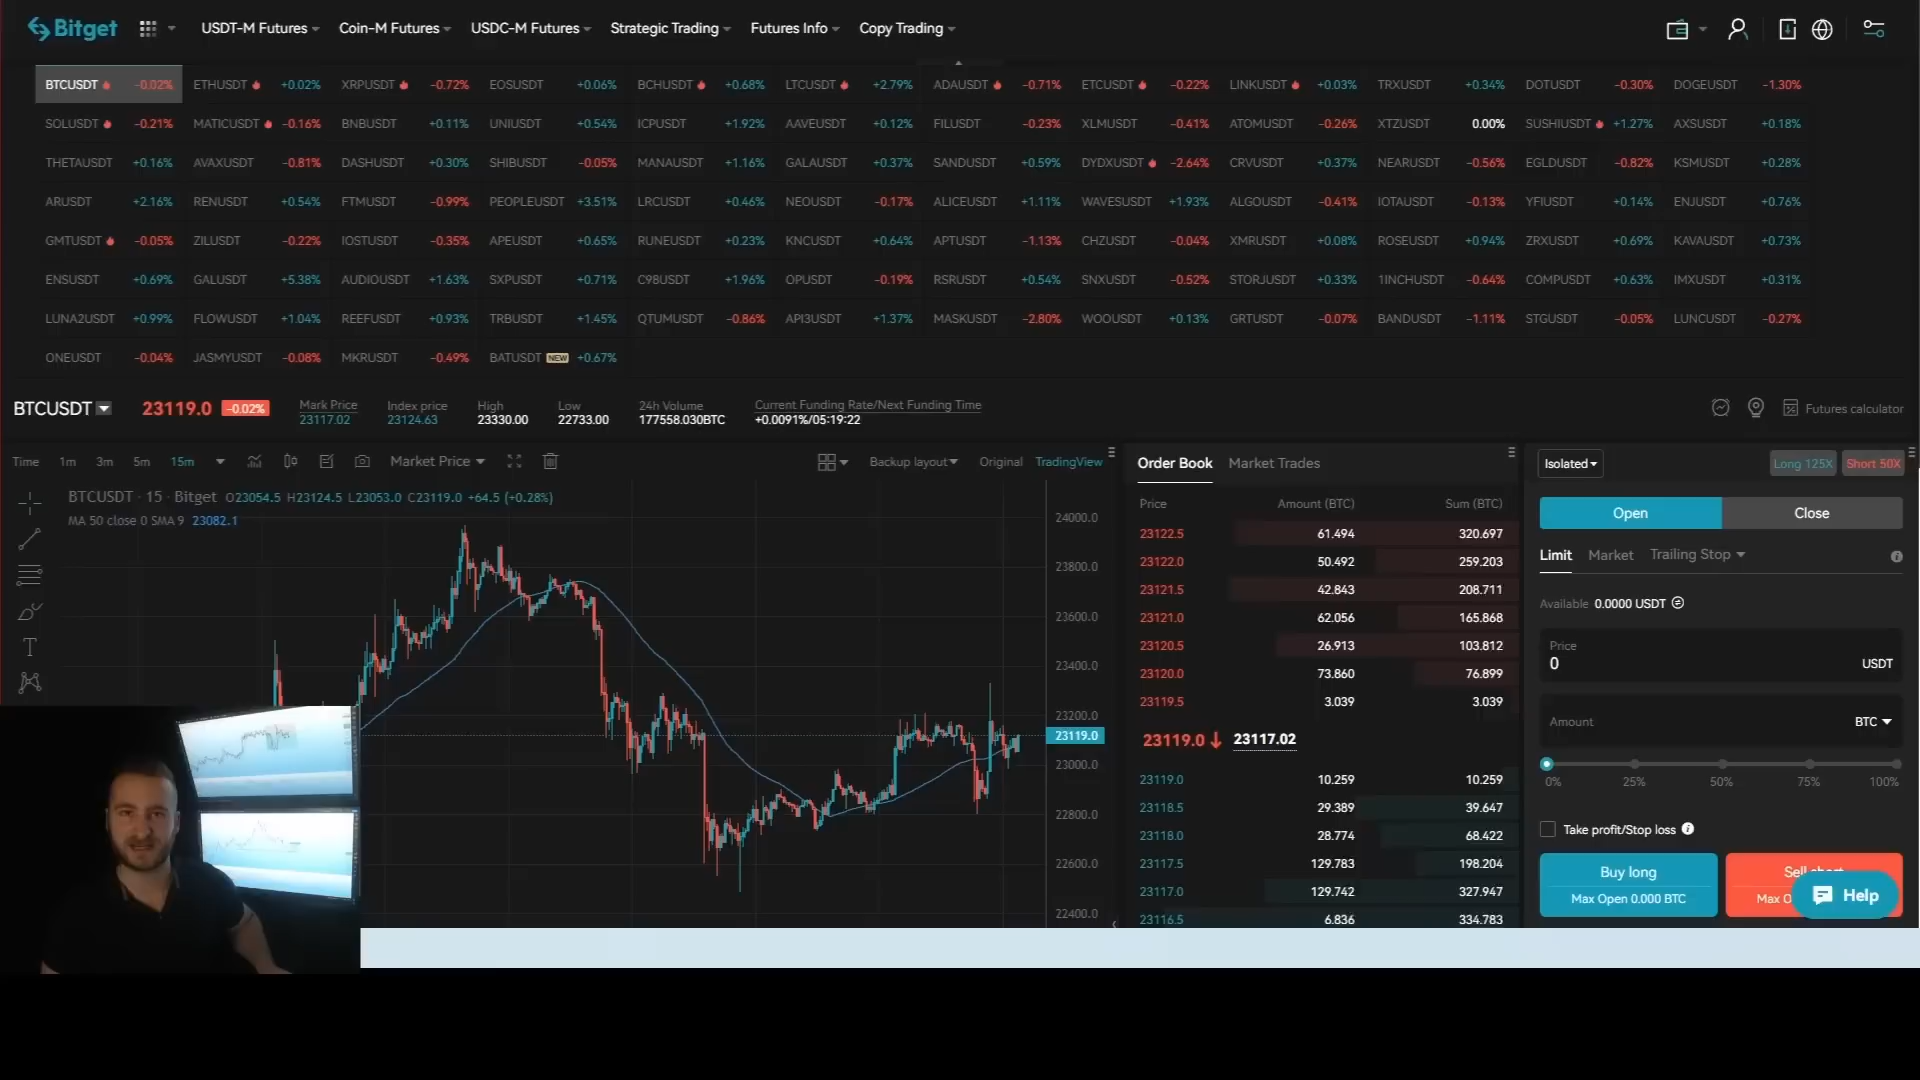 Bitget USDT-M Futures Coin-M Futures USDC-M Futures Strategic Trading Futures Info Copy Trading
BTCUSDT -0.02% ETHUSDT +0.02% XRPUSDT -0.72% EOSUSDT +0.06% BCHUSDT +0.68% LTCUSDT +2.79% ADAUSDT -0.71% ETCUSDT -0.22% LINKUSDT +0.03% TRXUSDT +0.34% DOTUSDT -0.30% DOGEUSDT -1.30%
SOLUSDT -0.21% MATICUSDT -0.16% BNBUSDT +0.11% UNIUSDT +0.54% ICPUSDT +1.92% AAVEUSDT +0.12% FILUSDT -0.23% XLMUSDT -0.41% ATOMUSDT -0.26% XTZUSDT 0.00% SUSHIUSDT +1.27% AXSUSDT +0.18%
THETAUSDT +0.16% AVAXUSDT -0.81% DASHUSDT +0.30% SHIBUSDT -0.05% MANAUSDT +1.16% GALAUSDT +0.37% SANDUSDT +0.59% DYDXUSDT -2.64% CRVUSDT +0.37% NEARUSDT -0.56% EGLDUSDT -0.82% KSMUSDT +0.28%
ARUSDT +2.16% RENUSDT +0.54% FTMUSDT -0.99% PEOPLEUSDT +3.51% LRCUSDT +0.46% NEOUSDT -0.17% ALICEUSDT +1.11% WAVESUSDT +1.93% ALGOUSDT -0.41% IOTAUSDT -0.13% YFIUSDT +0.14% ENJUSDT +0.76%
GMTUSDT -0.05% ZILUSDT -0.22% IOSTUSDT -0.35% APEUSDT +0.65% RUNEUSDT +0.23% KNCUSDT +0.64% APTUSDT -1.13% CHZUSDT -0.04% XMRUSDT +0.08% ROSEUSDT +0.94% ZRXUSDT +0.69% KAVAUSDT +0.73%
ENSUSDT +0.69% GALUSDT +5.38% AUDIOUSDT +1.63% SXPUSDT +0.71% C98USDT +1.96% OPUSDT -0.19% RSRUSDT +0.54% SNXUSDT -0.52% STORJUSDT +0.33% 1INCHUSDT -0.64% COMPUSDT +0.63% IMXUSDT +0.31%
LUNA2USDT +0.99% FLOWUSDT +1.04% REEFUSDT +0.93% TRBUSDT +1.45% QTUMUSDT -0.86% API3USDT +1.37% MASKUSDT -2.80% WOOUSDT +0.13% GRTUSDT -0.07% BANDUSDT -1.11% STGUSDT -0.05% LUNCUSDT -0.27%
ONEUSDT -0.04% JASMYUSDT -0.08% MKRUSDT -0.49% BATUSDT NEW +0.67%
BTCUSDT 23119.0 -0.02%
Mark Price Index price High Low 24h Volume Current Funding Rate/Next Funding Time
23117.02 23124.63 23330.00 22733.00 177558.030BTC +0.0091%/05:19:22
Futures calculator
Time 1m 3m 5m 15m Market Price Backup layout Original TradingView
BTCUSDT · 15 · Bitget O23054.5 H23124.5 L23053.0 C23119.0 +64.5 (+0.28%)
MA 50 close 0 SMA 9 23082.1
T
24000.0
23800.0
23600.0
23400.0
23200.0
23119.0
23000.0
22800.0
22600.0
22400.0
Order Book Market Trades
Price Amount (BTC) Sum (BTC)
23122.5 61.494 320.697
23122.0 50.492 259.203
23121.5 42.843 208.711
23121.0 62.056 165.868
23120.5 26.913 103.812
23120.0 73.860 76.899
23119.5 3.039 3.039
23119.0 ↓ 23117.02
23119.0 10.259 10.259
23118.5 29.389 39.647
23118.0 28.774 68.422
23117.5 129.783 198.204
23117.0 129.742 327.947
23116.5 6.836 334.783
Isolated Long 125X Short 50X
Open Close
Limit Market Trailing Stop
Available 0.0000 USDT
Price
0 USDT
Amount BTC
0% 25% 50% 75% 100%
Take profit/Stop loss
Buy long
Max Open 0.000 BTC
Sell short
Max O
Help